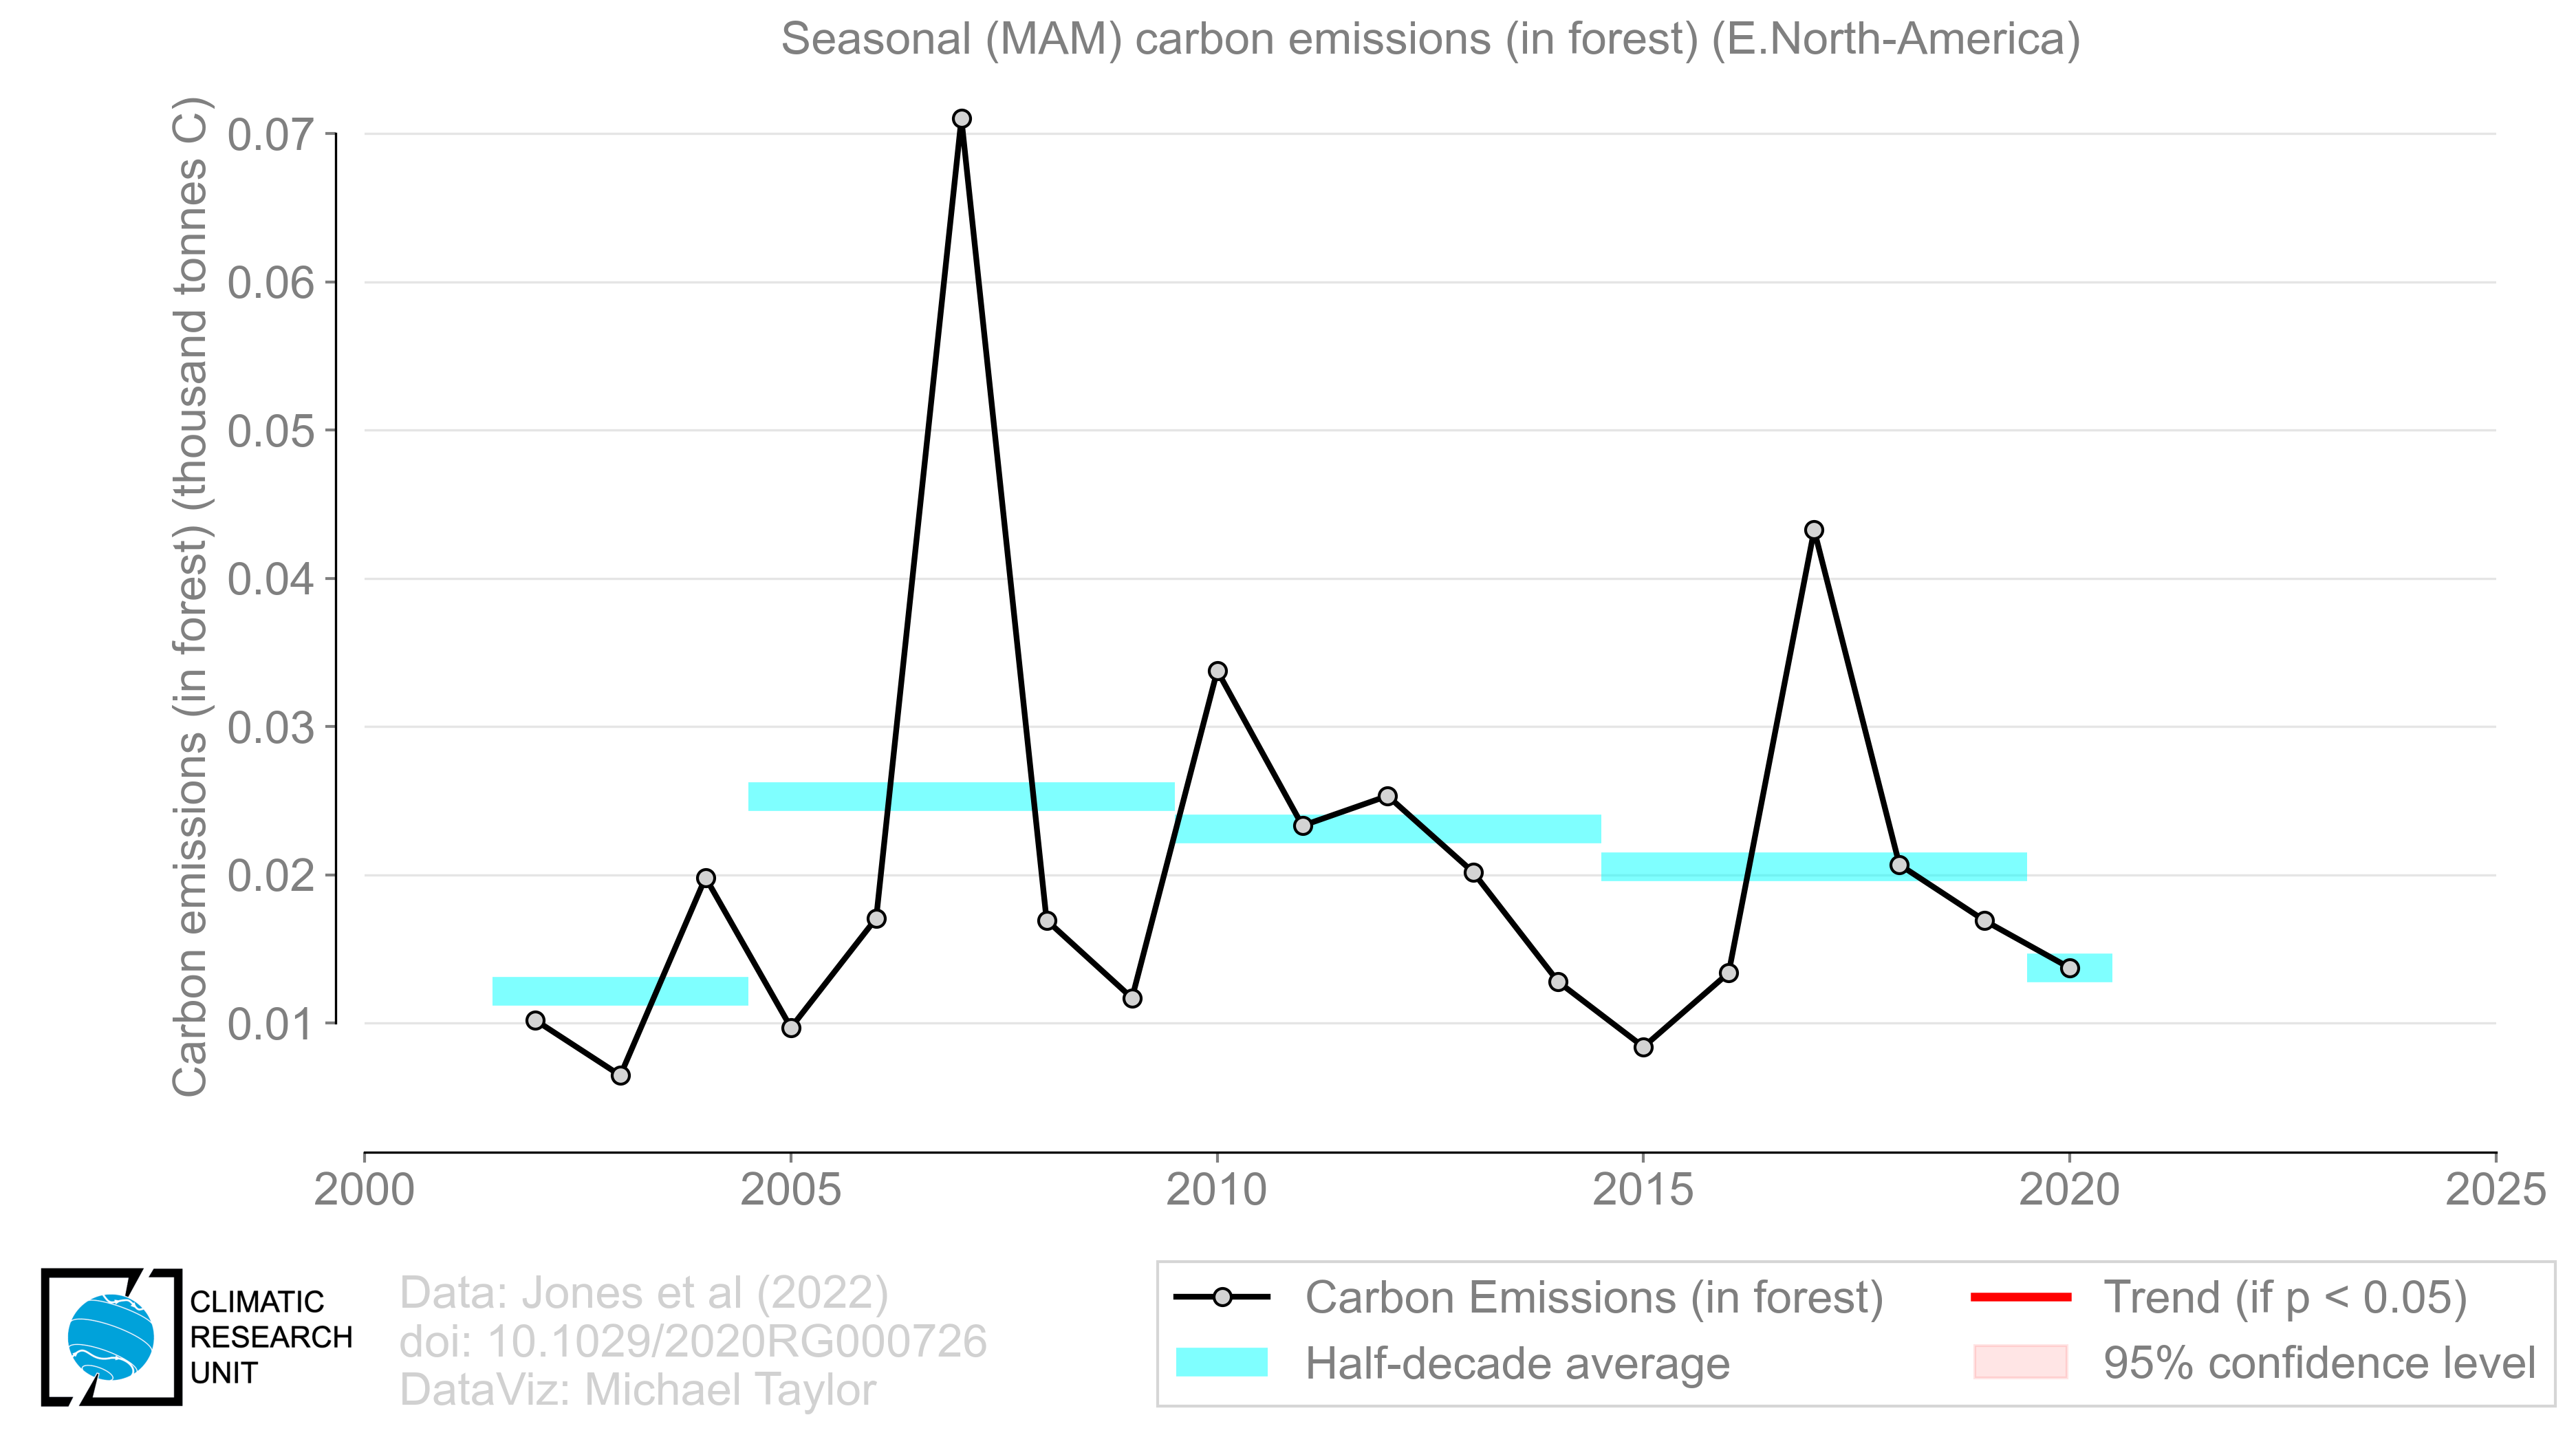 Seasonal (MAM) carbon emissions (in forest) (E.North-America)
Carbon emissions (in forest) (thousand tonnes C)
0.07
0.06
0.05
0.04
0.03
0.02
0.01
2000
2005
2010
2015
2020
2025
CLIMATIC
RESEARCH
UNIT
Data: Jones et al (2022)
doi: 10.1029/2020RG000726
DataViz: Michael Taylor
Carbon Emissions (in forest)
Half-decade average
Trend (if p < 0.05)
95% confidence level